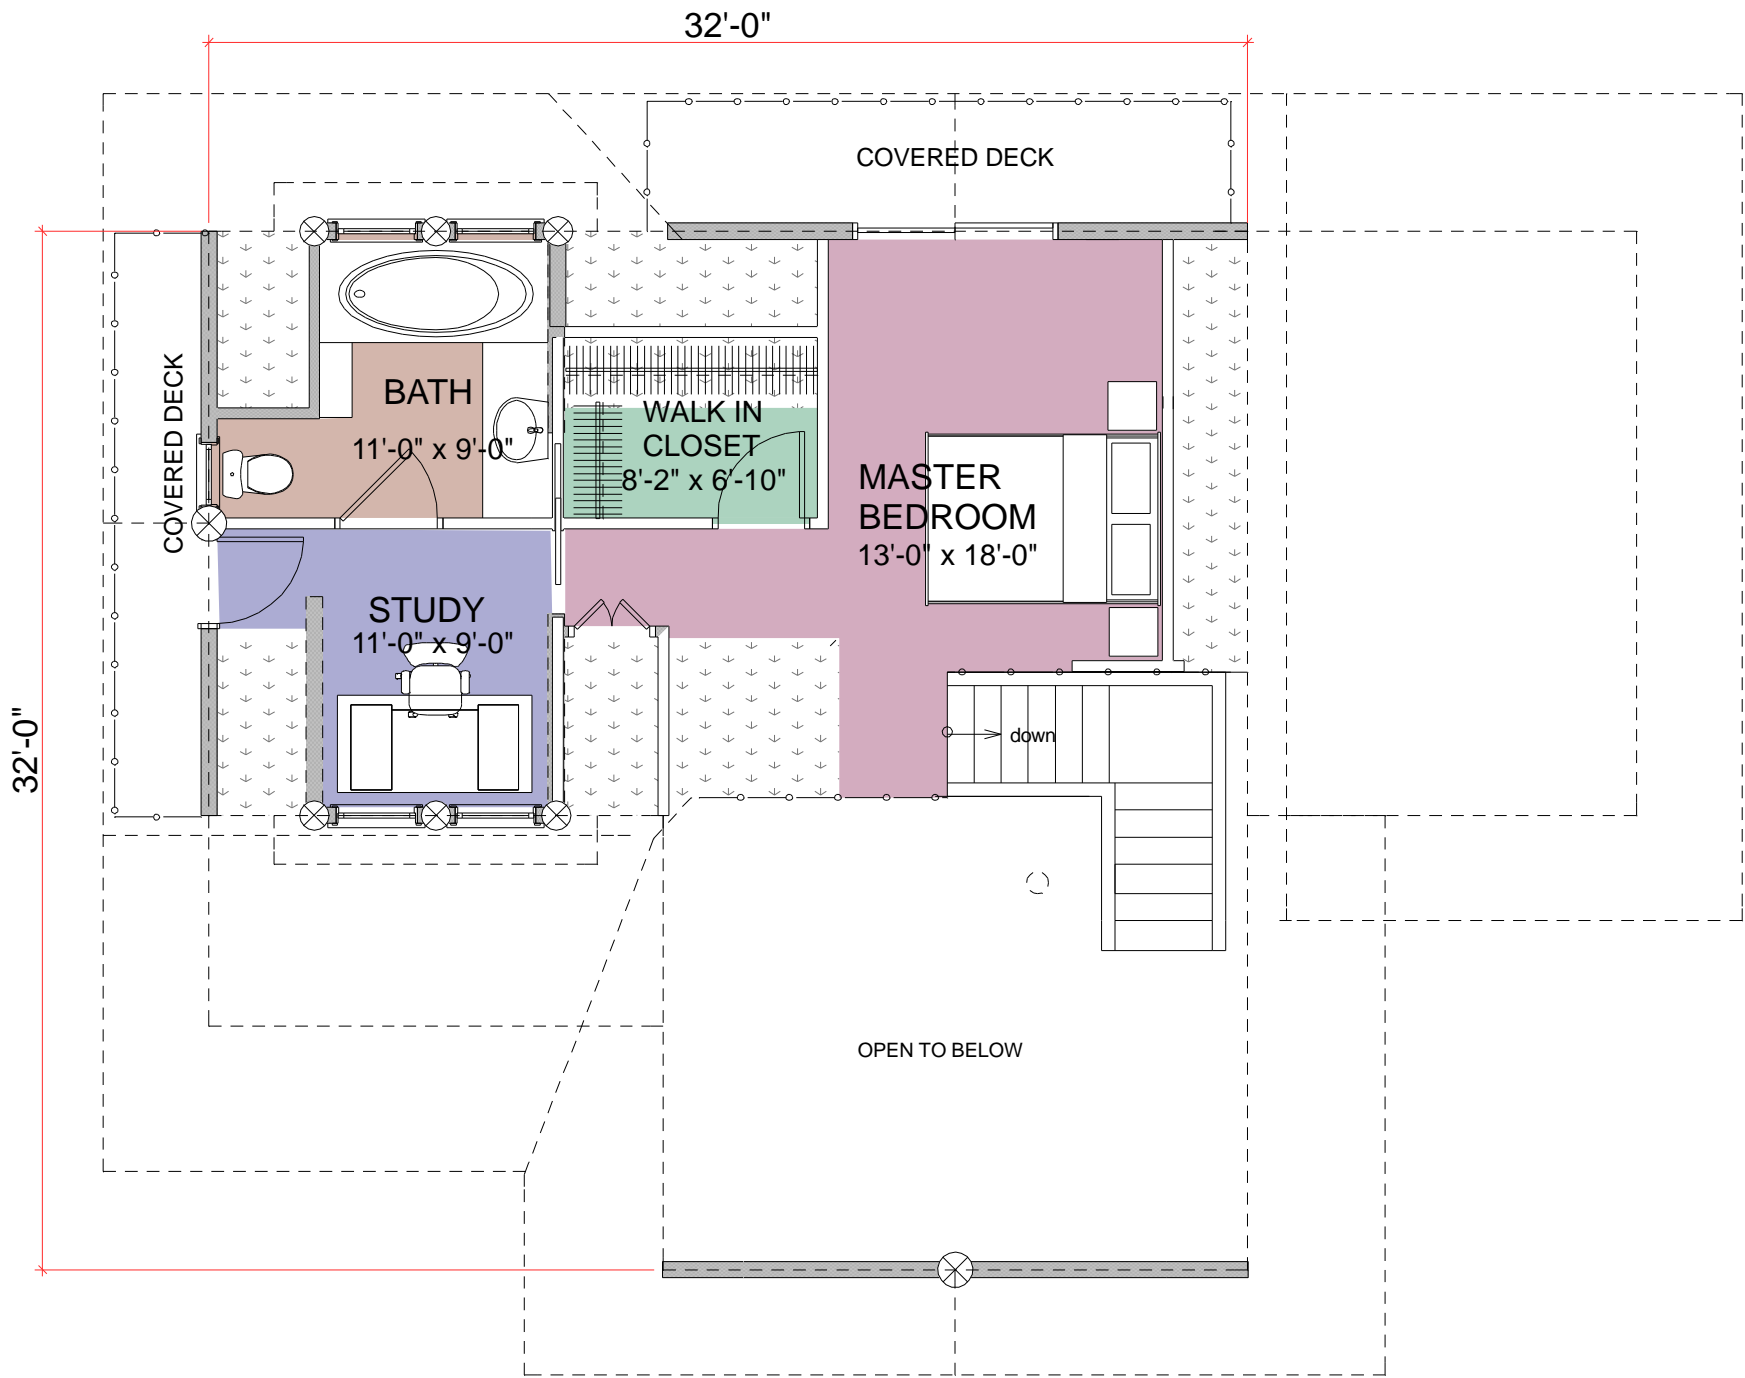 32'-0"
COVERED DECK
COVERED DECK
BATH
11'-0" x 9'-0"
WALK IN
CLOSET
8'-2" x 6'-10"
MASTER
BEDROOM
13'-0" x 18'-0"
STUDY
11'-0" x 9'-0"
32'-0"
down
OPEN TO BELOW